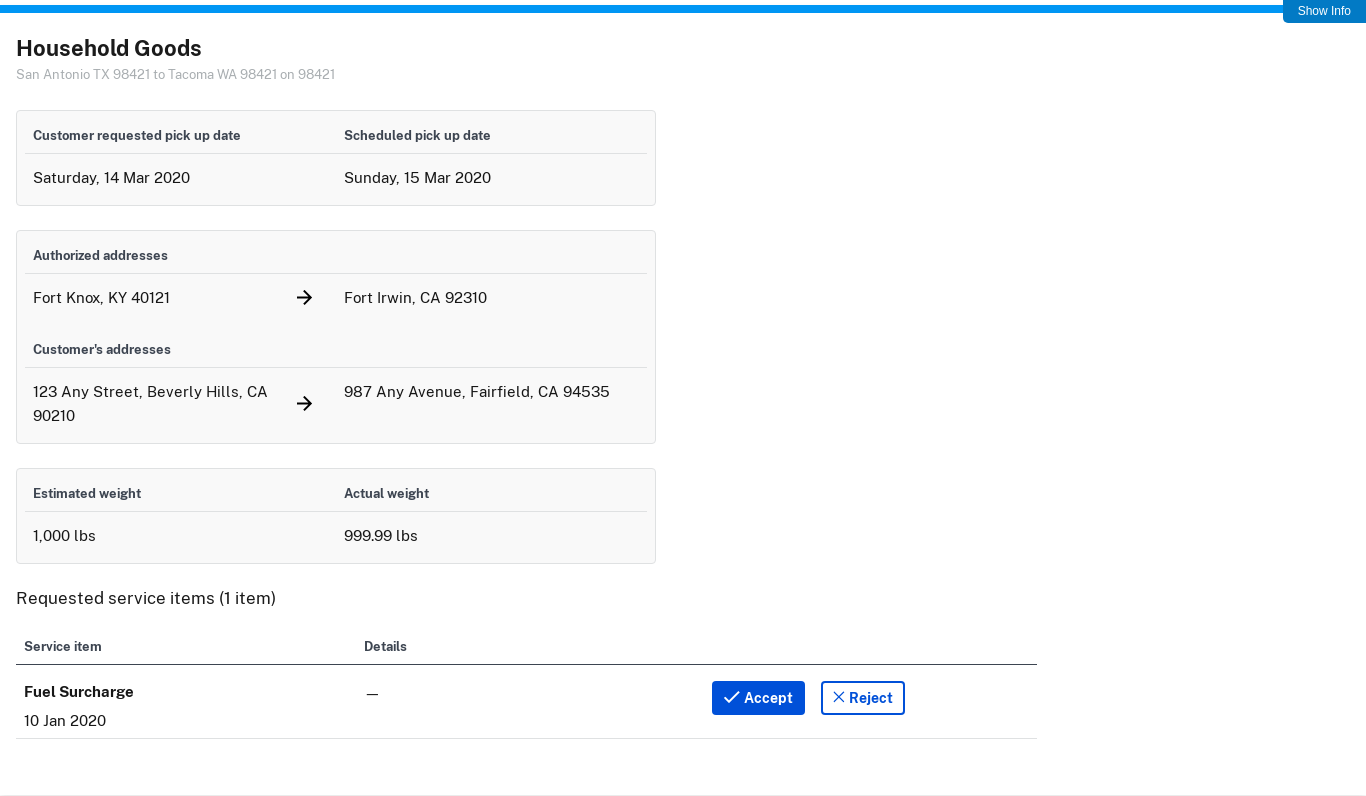 Show Info
Household Goods
San Antonio TX 98421 to Tacoma WA 98421 on 98421
Customer requested pick up date
Scheduled pick up date
Saturday, 14 Mar 2020
Sunday, 15 Mar 2020
Authorized addresses
Fort Knox, KY 40121
Fort Irwin, CA 92310
Customer's addresses
123 Any Street, Beverly Hills, CA
90210
987 Any Avenue, Fairfield, CA 94535
Estimated weight
Actual weight
1,000 lbs
999.99 lbs
Requested service items (1 item)
Service item
Details
Fuel Surcharge
—
Accept
Reject
10 Jan 2020